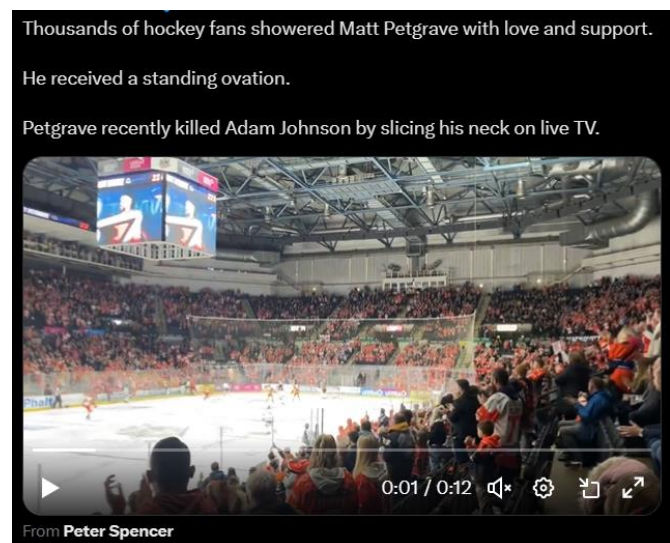 Thousands of hockey fans showered Matt Petgrave with love and support.
He received a standing ovation.
Petgrave recently killed Adam Johnson by slicing his neck on live TV.
0:01 / 0:12
From Peter Spencer